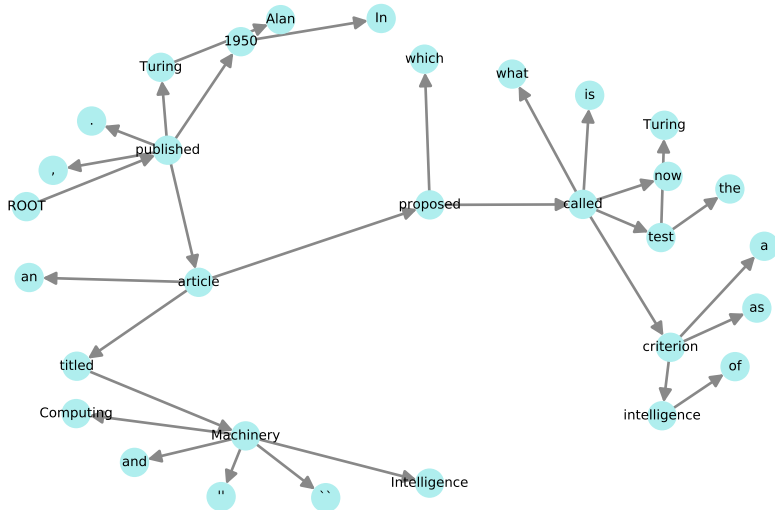 Alan
In
1950
which
Turing
what
is
.
Turing
published
,
now
the
ROOT
proposed
called
test
a
an
article
as
criterion
titled
of
Computing
intelligence
Machinery
and
Intelligence
''
``